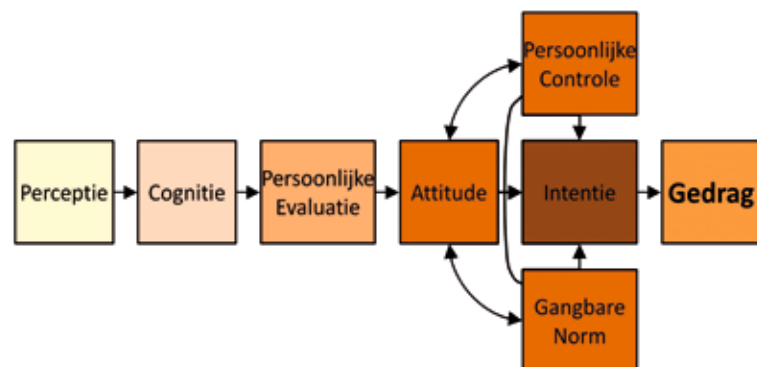 Perceptie
Cognitie
Persoonlijke
Evaluatie
Attitude
Persoonlijke
Controle
Intentie
Gangbare
Norm
Gedrag